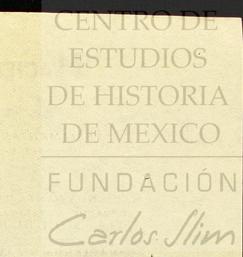 CENTRO DE
ESTUDIOS
DE HISTORIA
DE MEXICO
FUNDACIÓN
Carlos Slim